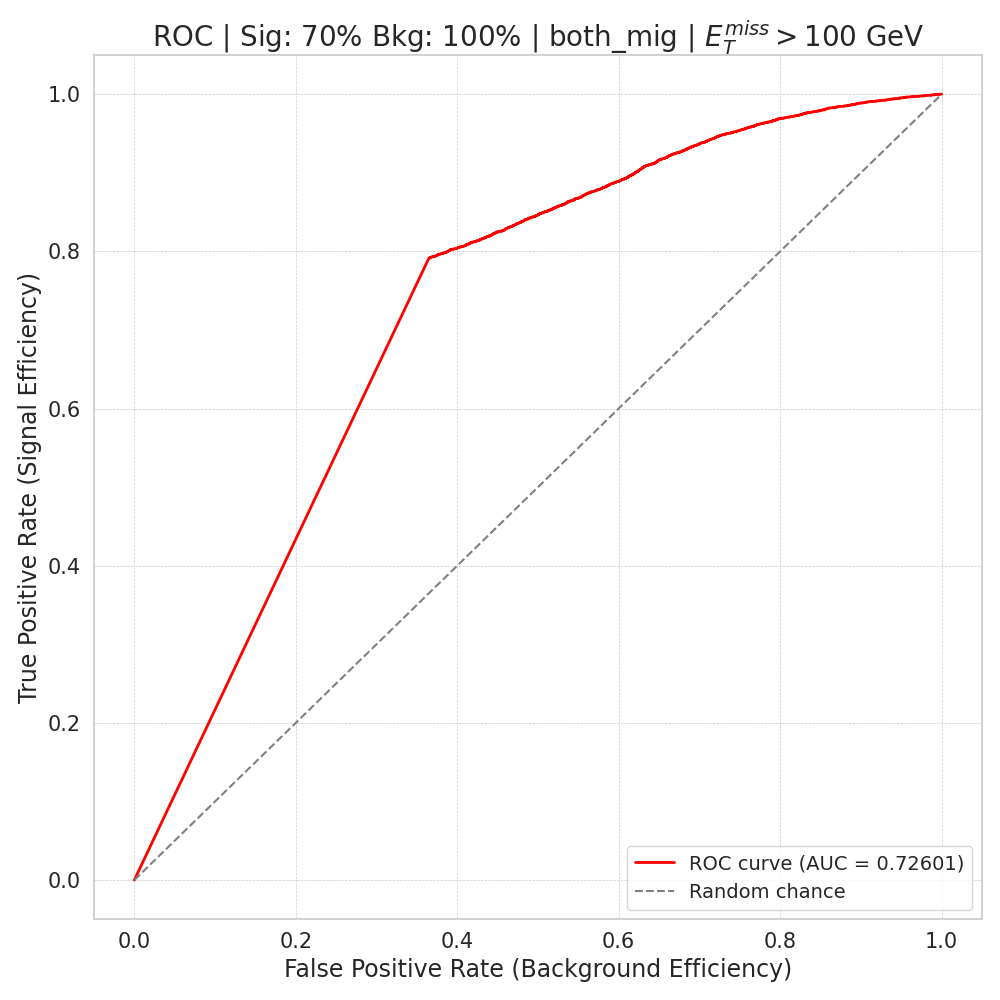 ROC | Sig: 70% Bkg: 100% | both_mig | $E_T^{miss} > 100$ GeV
1.0
0.8
0.6
0.4
0.2
0.0
True Positive Rate (Signal Efficiency)
ROC curve (AUC = 0.72601)
Random chance
0.0 0.2 0.4 0.6 0.8 1.0
False Positive Rate (Background Efficiency)